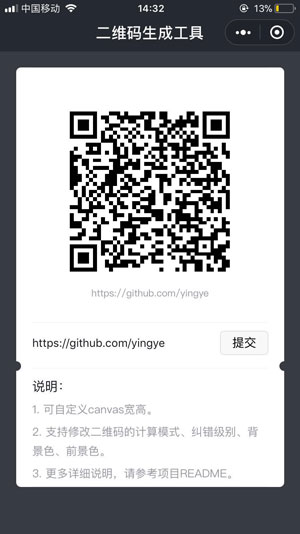 中国移动 14:32 13%
二维码生成工具
https://github.com/yingye
https://github.com/yingye 提交
说明：
1. 可自定义canvas宽高。
2. 支持修改二维码的计算模式、纠错级别、背
景色、前景色。
3. 更多详细说明，请参考项目README。